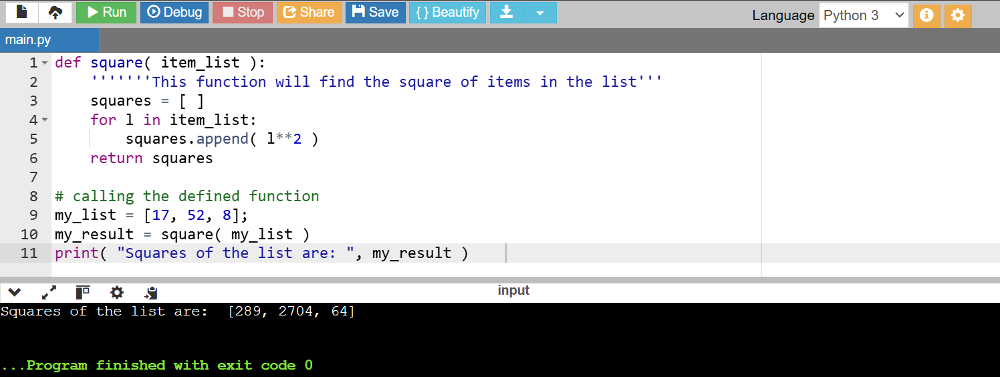 Run Debug Stop Share Save {} Beautify Language Python 3
main.py
1 def square( item_list ):
2     '''''''This function will find the square of items in the list'''
3     squares = [ ]
4     for l in item_list:
5         squares.append( l**2 )
6     return squares
7
8 # calling the defined function
9 my_list = [17, 52, 8];
10 my_result = square( my_list )
11 print( "Squares of the list are: ", my_result )
input
Squares of the list are:  [289, 2704, 64]
...Program finished with exit code 0